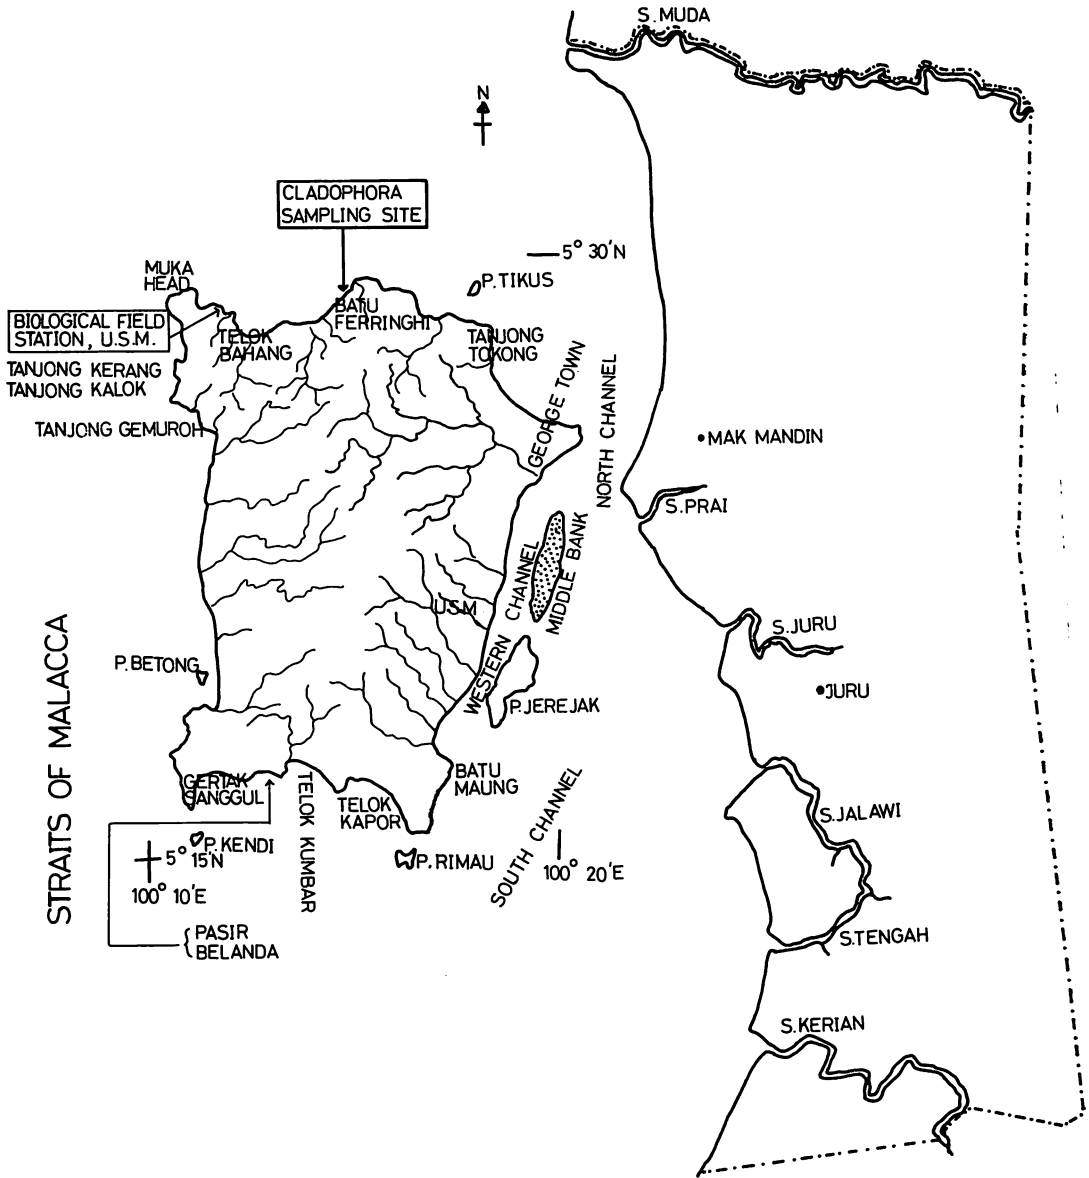 S. MUDA
N
CLADOPHORA
SAMPLING SITE
5° 30'N
MUKA
HEAD
P. TIKUS
BATU
FERRINGHI
BIOLOGICAL FIELD
STATION, U.S.M.
TELOK
BAHANG
TANJONG
TOKONG
TANJONG KERANG
TANJONG KALOK
TANJONG GEMUROH
GEORGE TOWN
NORTH CHANNEL
MAK MANDIN
S. PRAI
WESTERN CHANNEL
MIDDLE BANK
U.S.M
S. JURU
P. BETONG
JURU
P. JEREJAK
STRAITS OF MALACCA
GERTAK
SANGGUL
TELOK KUMBAR
TELOK
KAPOR
BATU
MAUNG
SOUTH CHANNEL
S. JALAWI
P. KENDI
5° 15'N
100° 10'E
P. RIMAU
100° 20'E
PASIR
BELANDA
S. TENGAH
S. KERIAN